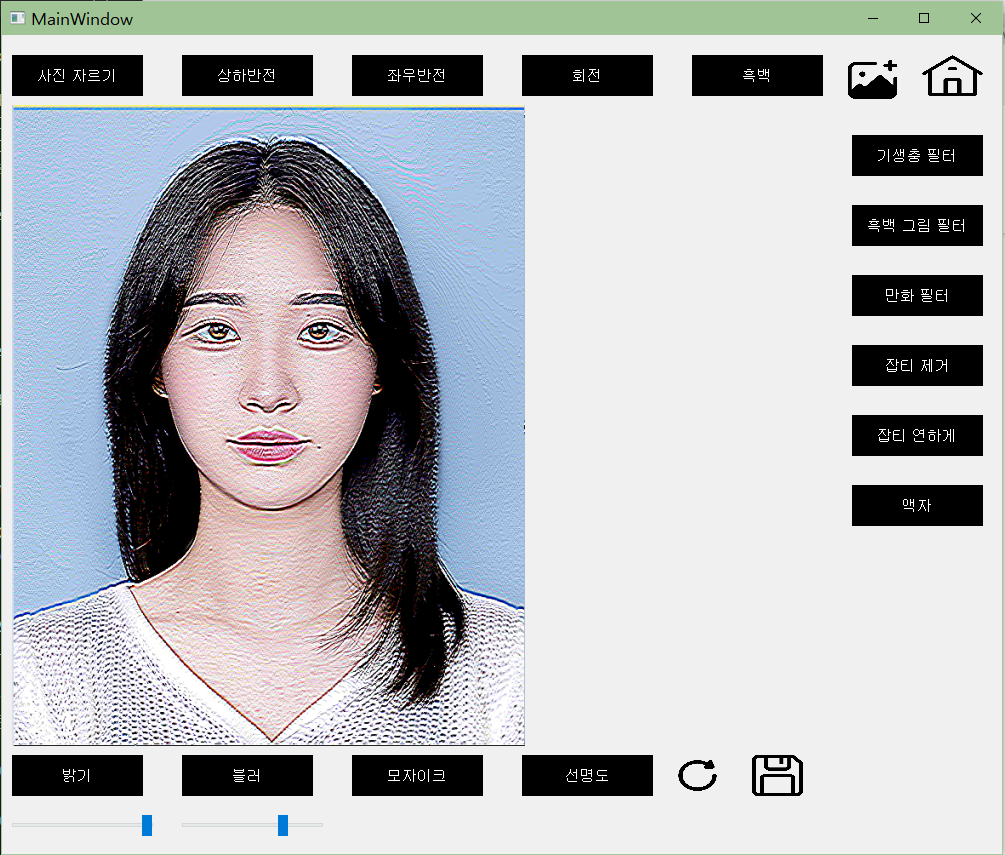 MainWindow
사진 자르기
상하반전
좌우반전
회전
흑백
기생충 필터
흑백 그림 필터
만화 필터
잡티 제거
잡티 연하게
액자
밝기
블러
모자이크
선명도